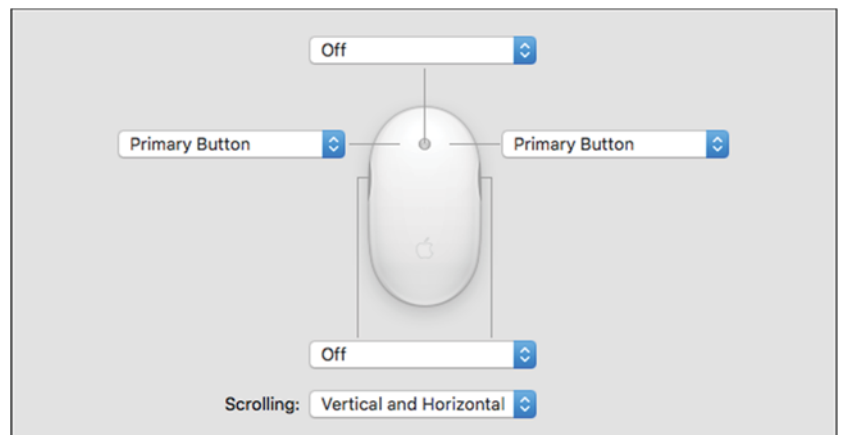 Off
Primary Button
Primary Button
Off
Scrolling: Vertical and Horizontal